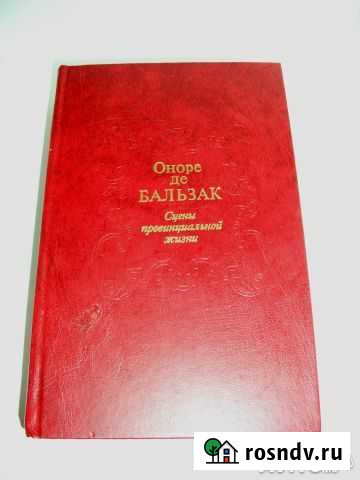 Оноре
де
БАЛЬЗАК
Сцены
провинциальной
жизни
rosndv.ru